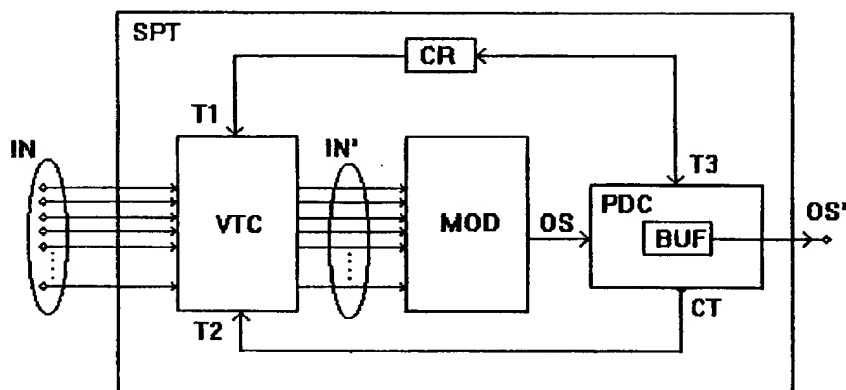 SPT
CR
T1
IN
IN'
T3
VTC
MOD
OS
PDC
BUF
OS'
T2
CT